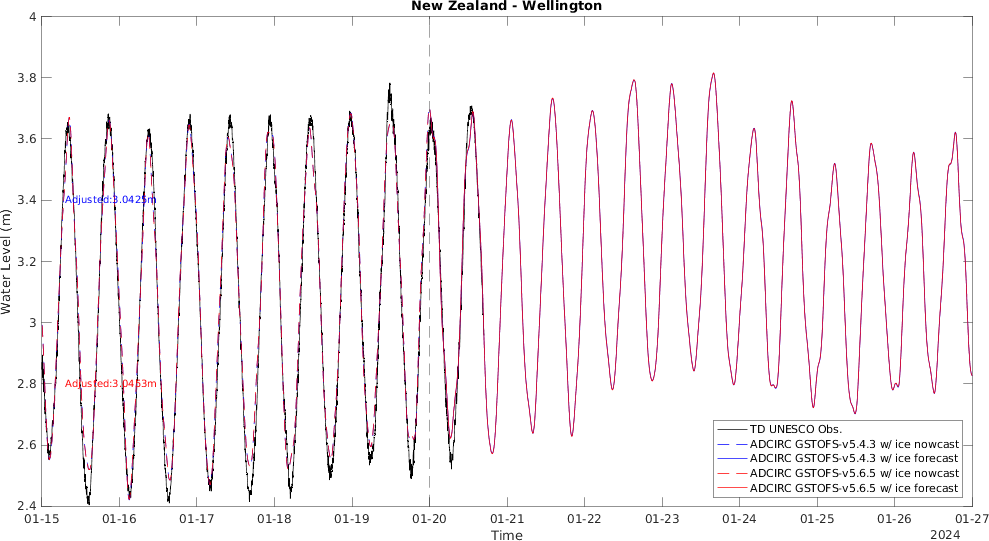 New Zealand - Wellington
4
3.8
3.6
3.4
3.2
3
2.8
2.6
2.4
Water Level (m)
Adjusted:3.0425m
Adjusted:3.0453m
TD UNESCO Obs.
ADCIRC GSTOFS-v5.4.3 w/ ice nowcast
ADCIRC GSTOFS-v5.4.3 w/ ice forecast
ADCIRC GSTOFS-v5.6.5 w/ ice nowcast
ADCIRC GSTOFS-v5.6.5 w/ ice forecast
01-15 01-16 01-17 01-18 01-19 01-20 01-21 01-22 01-23 01-24 01-25 01-26 01-27
Time
2024